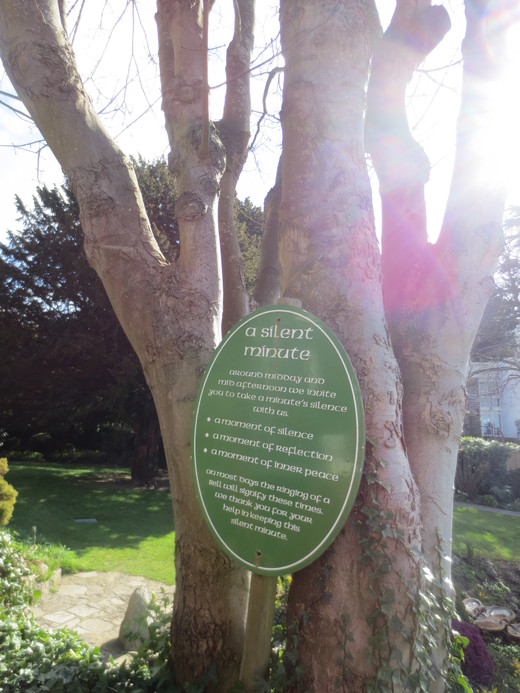 a silent
minute
around midday and
mid afternoon we invite
you to take a minute's silence
with us.
• a moment of silence
• a moment of reflection
• a moment of inner peace
on most days the ringing of a
bell will signify these times.
we thank you for your
help in keeping this
silent minute.